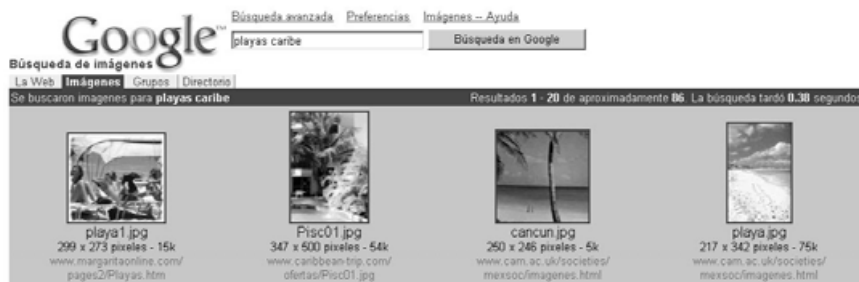 Búsqueda avanzada Preferencias Imágenes -- Ayuda
Google™
playas caribe Búsqueda en Google
Búsqueda de imágenes
La Web Imágenes Grupos Directorio
Se buscaron imagenes para playas caribe Resultados 1 - 20 de aproximadamente 86. La búsqueda tardó 0.38 segundos
playa1.jpg Pisc01.jpg cancun.jpg playa.jpg
299 x 273 pixeles - 15k 347 x 500 pixeles - 54k 250 x 246 pixeles - 5k 217 x 342 pixeles - 75k
www.margaritaonline.com/ www.caribbean-trip.com/ www.cam.ac.uk/societies/ www.cam.ac.uk/societies/
pages2/Playas.htm ofertas/Pisc01.jpg mexsoc/imagenes.html mexsoc/imagenes.html